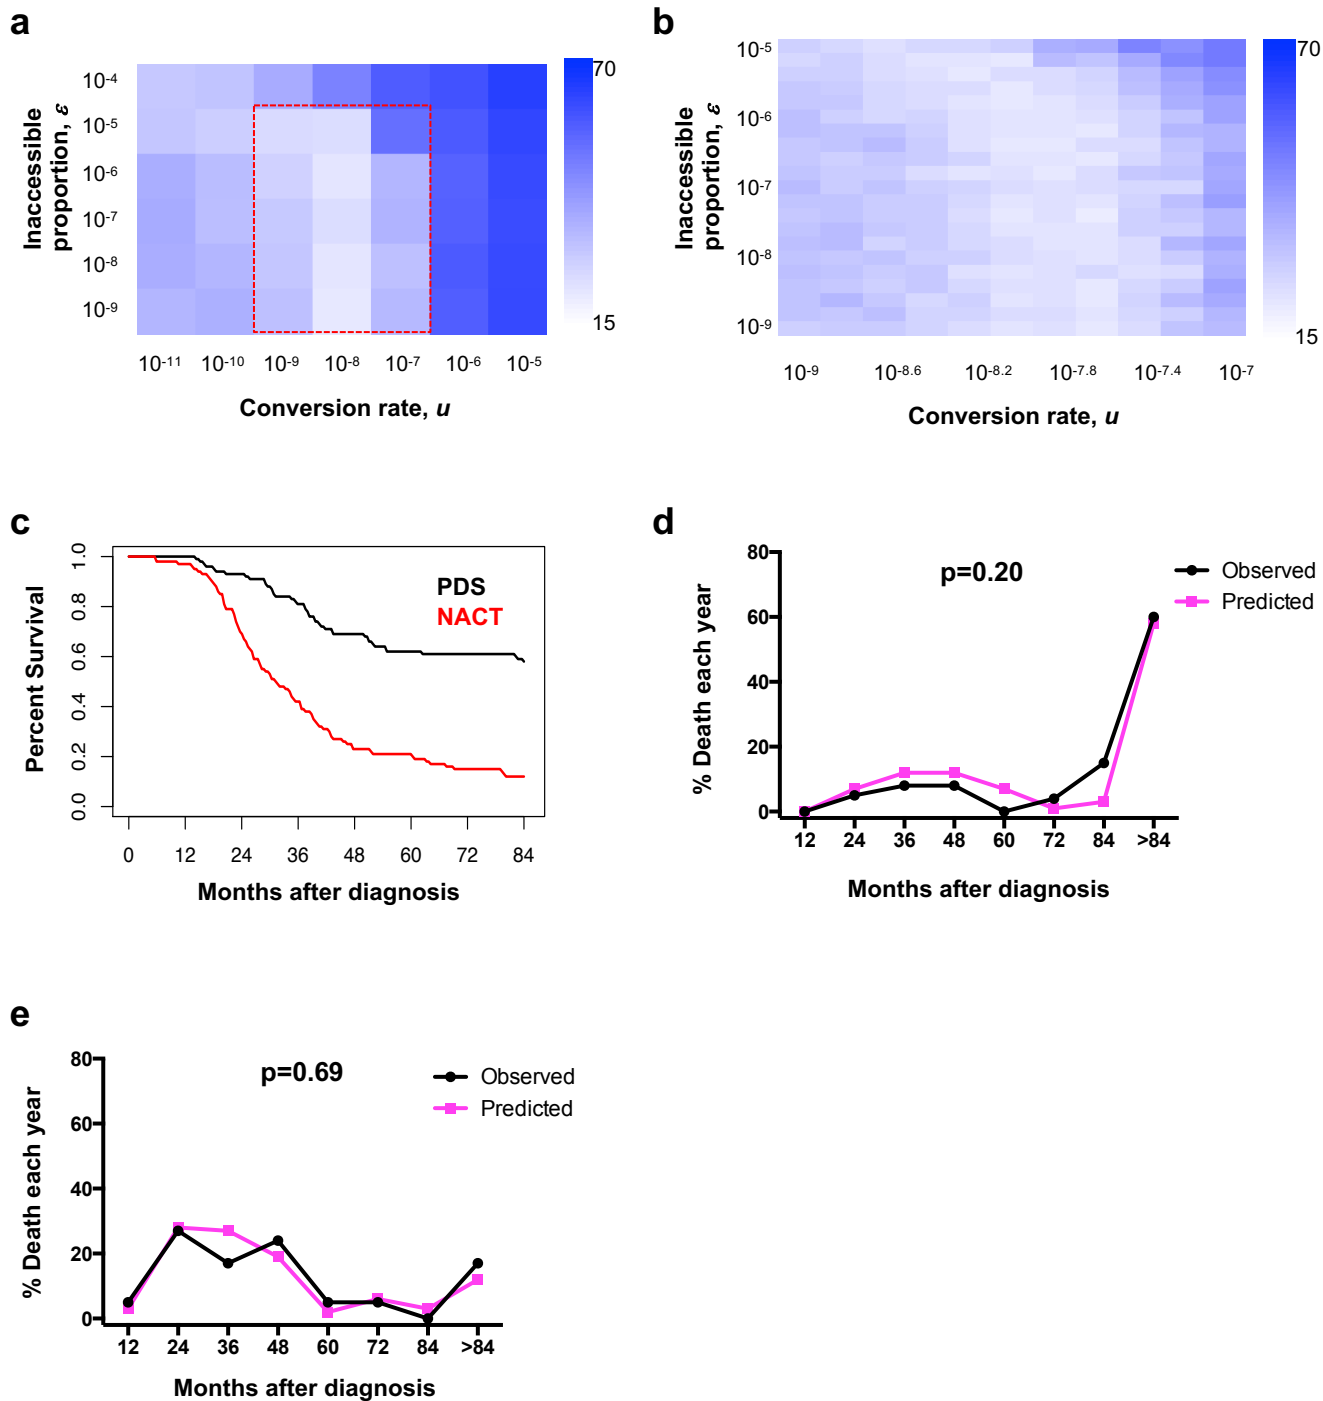 a
Inaccessible
proportion, ε
10-4
10-5
10-6
10-7
10-8
10-9
10-11 10-10 10-9 10-8 10-7 10-6 10-5
Conversion rate, u
70
15
b
Inaccessible
proportion, ε
10-5
10-6
10-7
10-8
10-9
10-9 10-8.6 10-8.2 10-7.8 10-7.4 10-7
Conversion rate, u
70
15
c
Percent Survival
1.0
0.8
0.6
0.4
0.2
0.0
PDS
NACT
0 12 24 36 48 60 72 84
Months after diagnosis
d
% Death each year
80
60
40
20
0
p=0.20
Observed
Predicted
12 24 36 48 60 72 84 >84
Months after diagnosis
e
% Death each year
80
60
40
20
0
p=0.69
Observed
Predicted
12 24 36 48 60 72 84 >84
Months after diagnosis